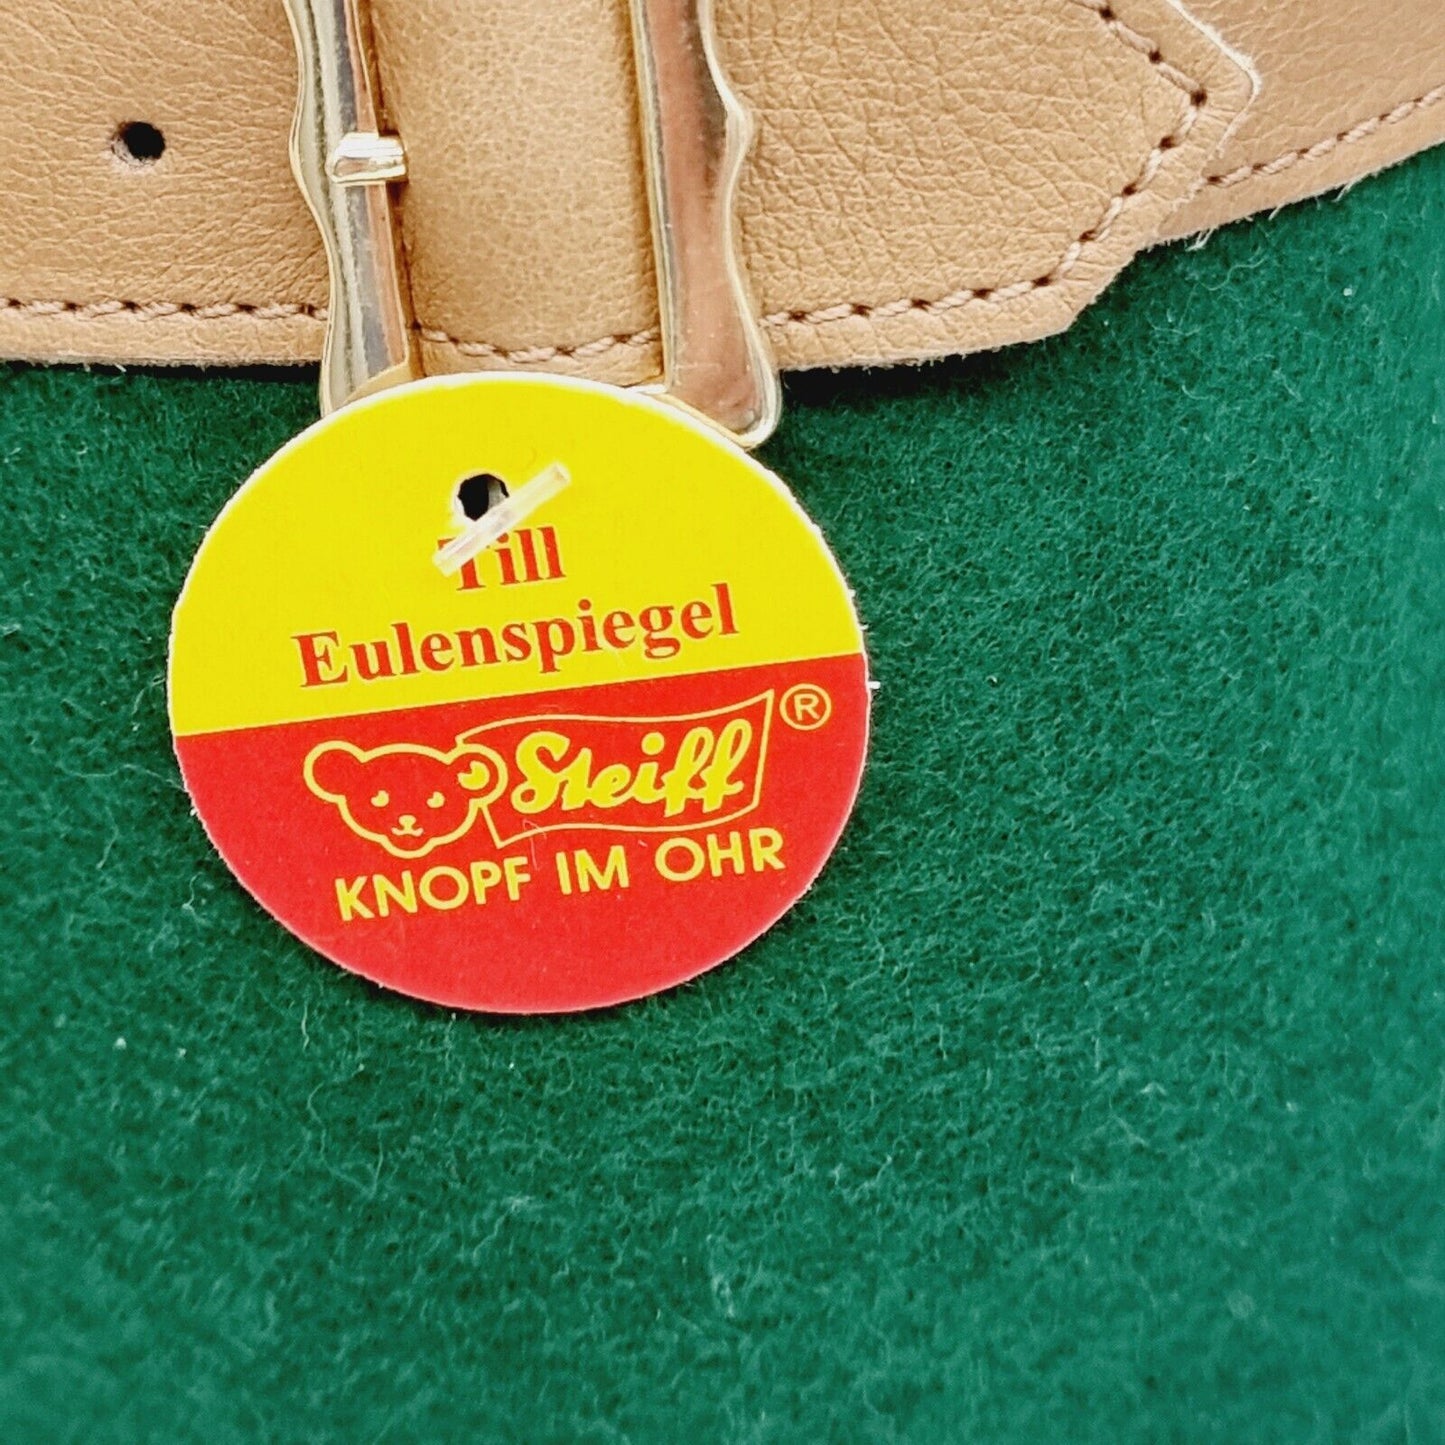 Till
Eulenspiegel
Steiff ®
KNOPF IM OHR